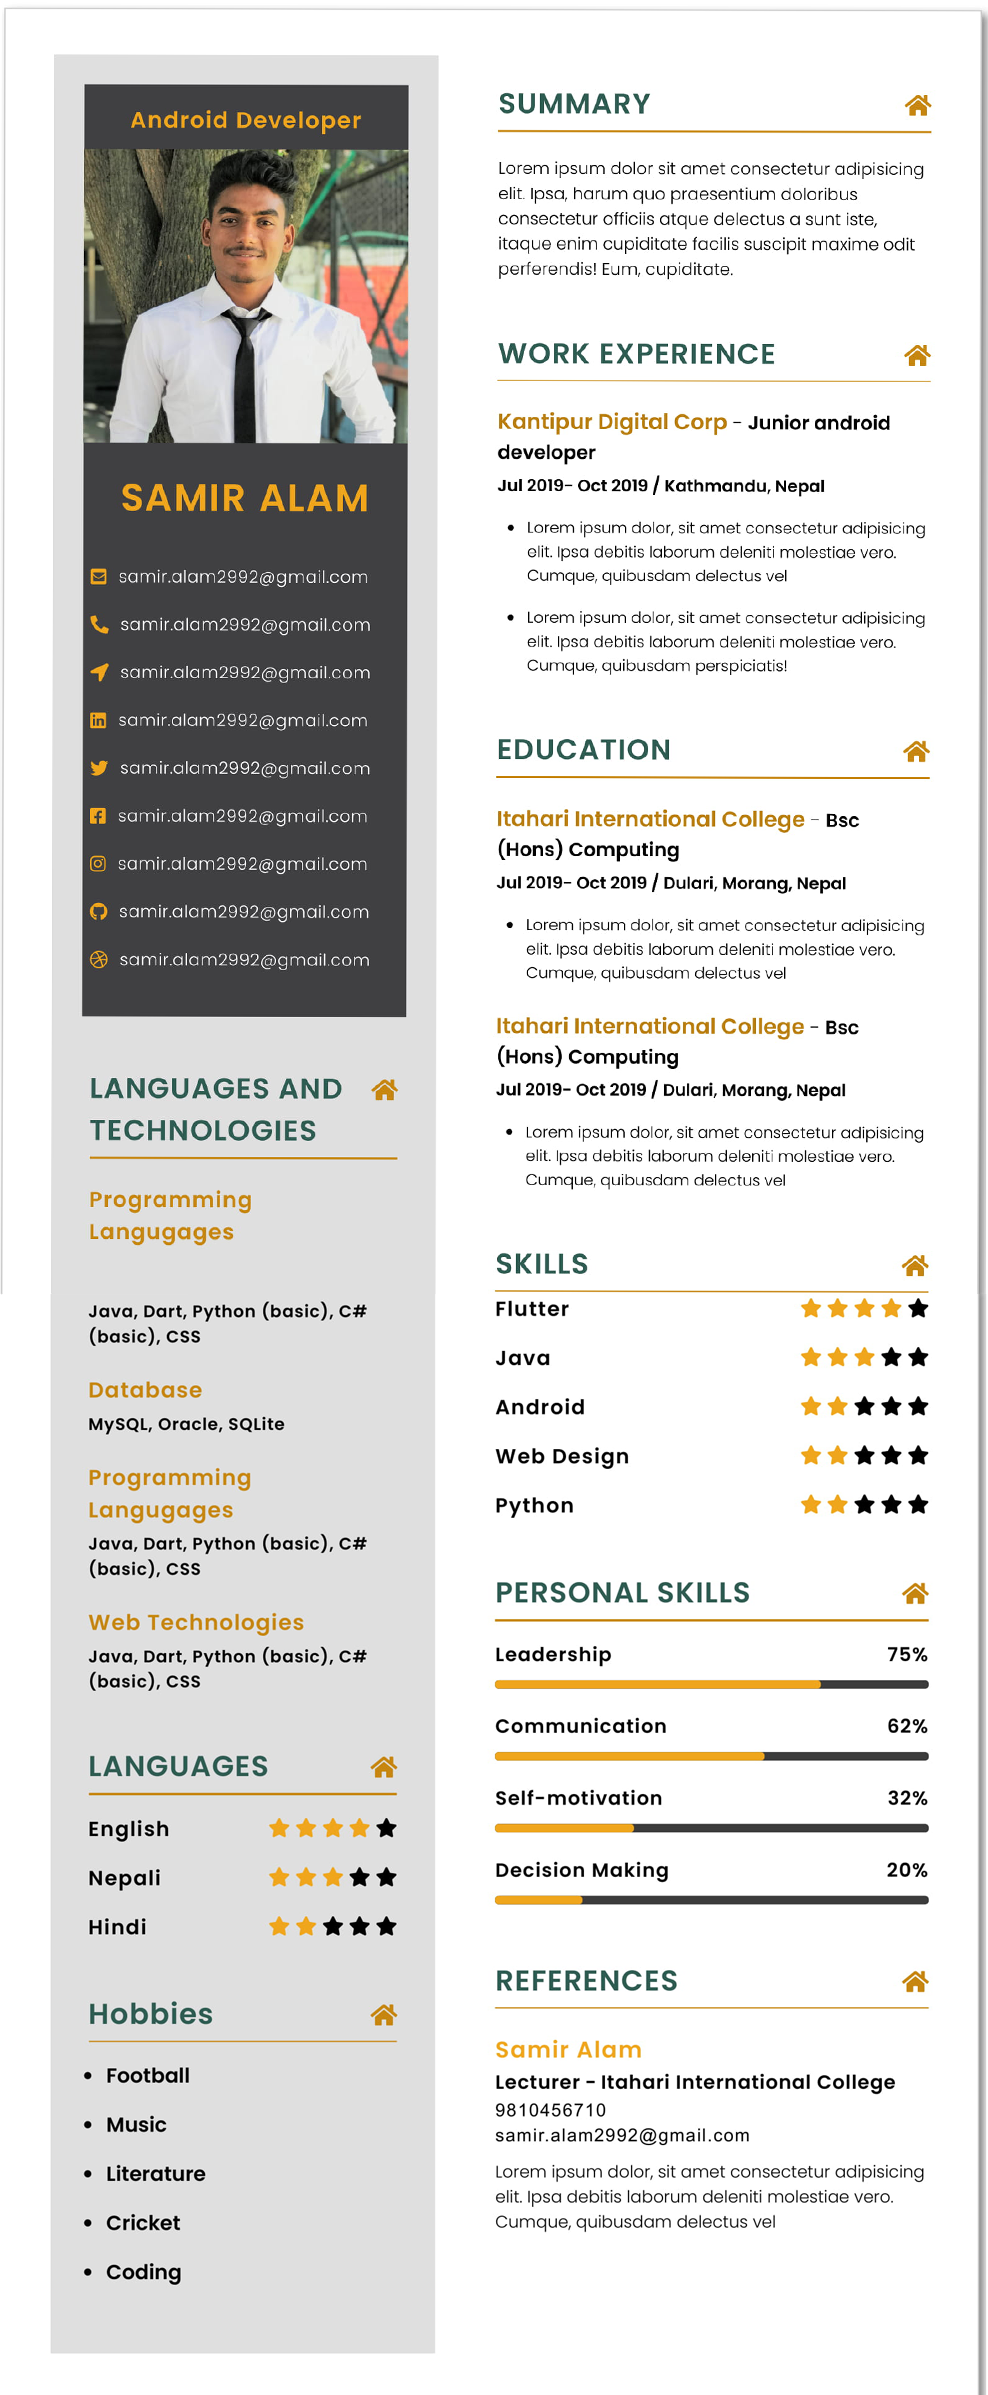 Android Developer
SAMIR ALAM
samir.alam2992@gmail.com
samir.alam2992@gmail.com
samir.alam2992@gmail.com
samir.alam2992@gmail.com
samir.alam2992@gmail.com
samir.alam2992@gmail.com
samir.alam2992@gmail.com
samir.alam2992@gmail.com
samir.alam2992@gmail.com
LANGUAGES AND
TECHNOLOGIES
Programming
Langugages
Java, Dart, Python (basic), C#
(basic), CSS
Database
MySQL, Oracle, SQLite
Programming
Langugages
Java, Dart, Python (basic), C#
(basic), CSS
Web Technologies
Java, Dart, Python (basic), C#
(basic), CSS
LANGUAGES
English
Nepali
Hindi
Hobbies
• Football
• Music
• Literature
• Cricket
• Coding
SUMMARY
Lorem ipsum dolor sit amet consectetur adipisicing
elit. Ipsa, harum quo praesentium doloribus
consectetur officiis atque delectus a sunt iste,
itaque enim cupiditate facilis suscipit maxime odit
perferendis! Eum, cupiditate.
WORK EXPERIENCE
Kantipur Digital Corp - Junior android
developer
Jul 2019- Oct 2019 / Kathmandu, Nepal
• Lorem ipsum dolor, sit amet consectetur adipisicing
elit. Ipsa debitis laborum deleniti molestiae vero.
Cumque, quibusdam delectus vel
• Lorem ipsum dolor, sit amet consectetur adipisicing
elit. Ipsa debitis laborum deleniti molestiae vero.
Cumque, quibusdam perspiciatis!
EDUCATION
Itahari International College - Bsc
(Hons) Computing
Jul 2019- Oct 2019 / Dulari, Morang, Nepal
• Lorem ipsum dolor, sit amet consectetur adipisicing
elit. Ipsa debitis laborum deleniti molestiae vero.
Cumque, quibusdam delectus vel
Itahari International College - Bsc
(Hons) Computing
Jul 2019- Oct 2019 / Dulari, Morang, Nepal
• Lorem ipsum dolor, sit amet consectetur adipisicing
elit. Ipsa debitis laborum deleniti molestiae vero.
Cumque, quibusdam delectus vel
SKILLS
Flutter
Java
Android
Web Design
Python
PERSONAL SKILLS
Leadership 75%
Communication 62%
Self-motivation 32%
Decision Making 20%
REFERENCES
Samir Alam
Lecturer - Itahari International College
9810456710
samir.alam2992@gmail.com
Lorem ipsum dolor, sit amet consectetur adipisicing
elit. Ipsa debitis laborum deleniti molestiae vero.
Cumque, quibusdam delectus vel